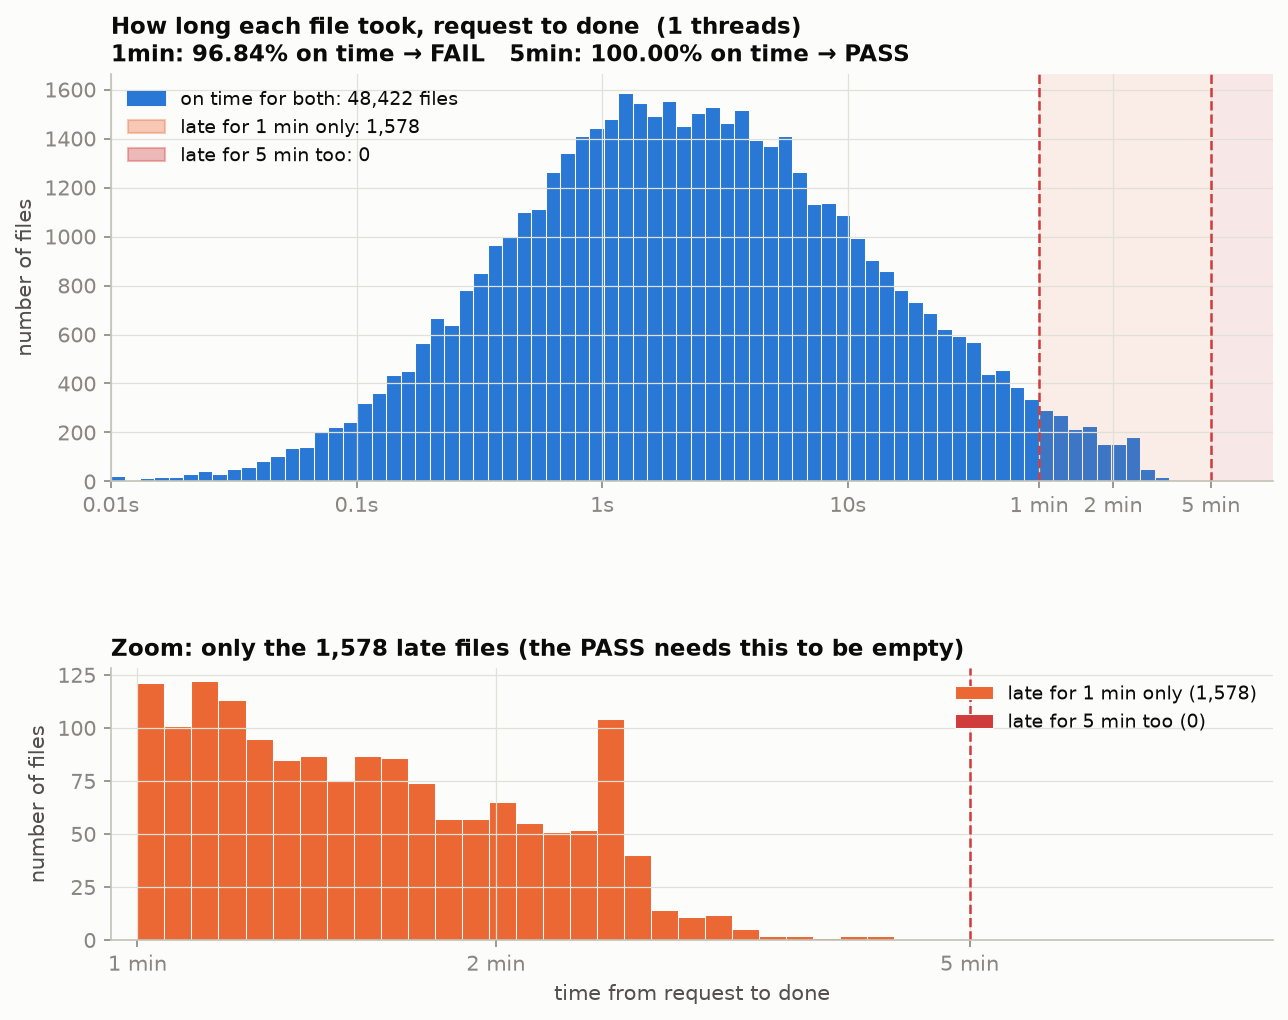 How long each file took, request to done  (1 threads)
1min: 96.84% on time → FAIL   5min: 100.00% on time → PASS
number of files
1600
1400
1200
1000
800
600
400
200
0
on time for both: 48,422 files
late for 1 min only: 1,578
late for 5 min too: 0
0.01s 0.1s 1s 10s 1 min 2 min 5 min
Zoom: only the 1,578 late files (the PASS needs this to be empty)
number of files
125
100
75
50
25
0
late for 1 min only (1,578)
late for 5 min too (0)
1 min 2 min 5 min
time from request to done